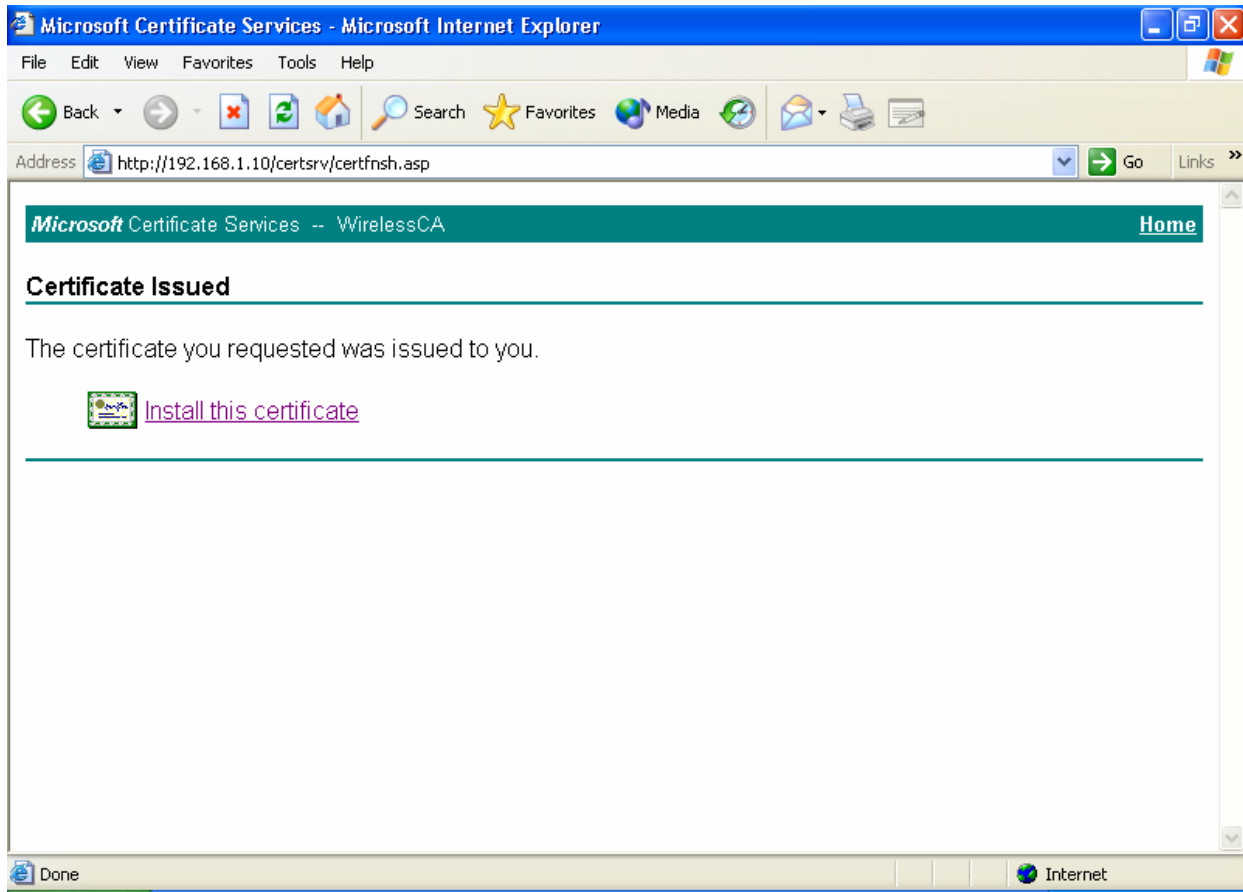 Microsoft Certificate Services - Microsoft Internet Explorer
File Edit View Favorites Tools Help
Back Search Favorites Media
Address http://192.168.1.10/certsrv/certfnsh.asp Go Links »
Microsoft Certificate Services -- WirelessCA Home
Certificate Issued
The certificate you requested was issued to you.
Install this certificate
Done Internet